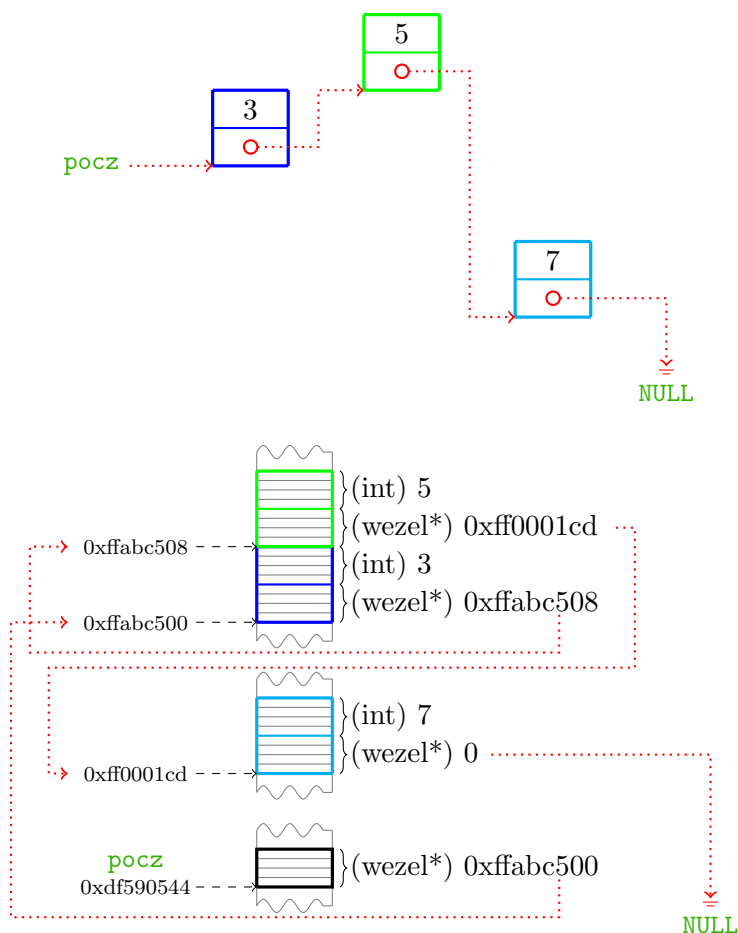 5
3
pocz
7
NULL
(int) 5
(wezel*) 0xff0001cd
0xffabc508
(int) 3
(wezel*) 0xffabc508
0xffabc500
(int) 7
(wezel*) 0
0xff0001cd
pocz
(wezel*) 0xffabc500
0xdf590544
NULL